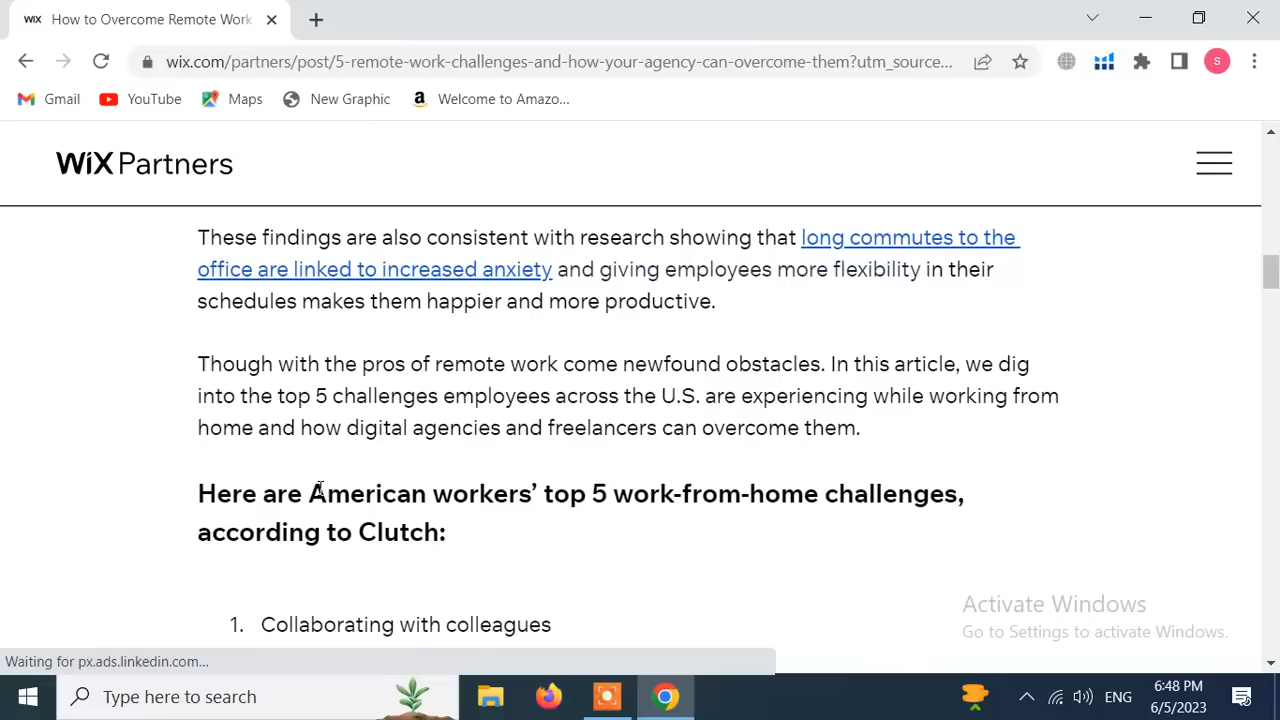 WiX How to Overcome Remote Work
wix.com/partners/post/5-remote-work-challenges-and-how-your-agency-can-overcome-them?utm_source...
S
Gmail YouTube Maps New Graphic a Welcome to Amazo...
WiX Partners
These findings are also consistent with research showing that long commutes to the
office are linked to increased anxiety and giving employees more flexibility in their
schedules makes them happier and more productive.
Though with the pros of remote work come newfound obstacles. In this article, we dig
into the top 5 challenges employees across the U.S. are experiencing while working from
home and how digital agencies and freelancers can overcome them.
Here are American workers’ top 5 work-from-home challenges,
according to Clutch:
1. Collaborating with colleagues
Activate Windows
Go to Settings to activate Windows.
Waiting for px.ads.linkedin.com...
Type here to search
ENG
6:48 PM
6/5/2023